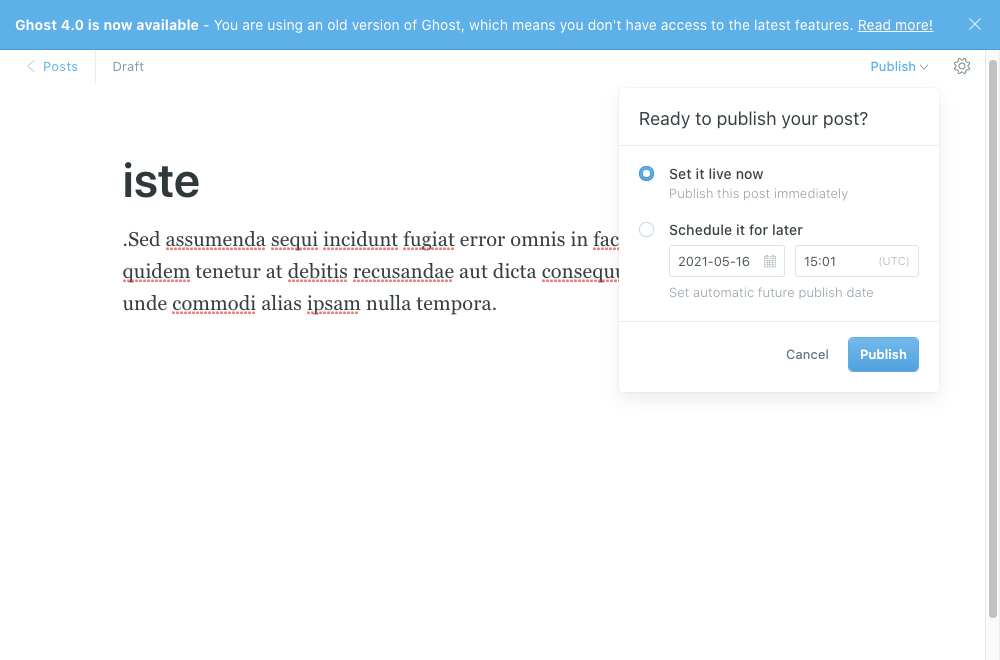 Ghost 4.0 is now available - You are using an old version of Ghost, which means you don't have access to the latest features. Read more!
Posts
Draft
Publish
Ready to publish your post?
Set it live now
Publish this post immediately
Schedule it for later
2021-05-16
15:01
(UTC)
Set automatic future publish date
Cancel
Publish
iste
.Sed assumenda sequi incidunt fugiat error omnis in
quidem tenetur at debitis recusandae aut dicta
unde commodi alias ipsam nulla tempora.